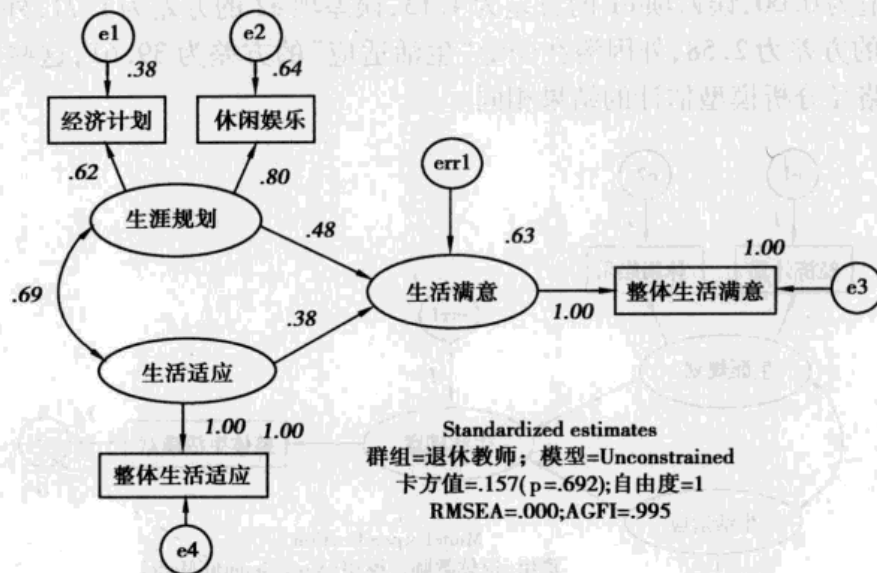 e1
e2
.38
.64
经济计划
休闲娱乐
.62
.80
err1
生涯规划
.48
.63
1.00
.69
生活满意
整体生活满意
e3
.38
1.00
生活适应
1.00
1.00
整体生活适应
e4
Standardized estimates
群组=退休教师；模型=Unconstrained
卡方值=.157(p=.692);自由度=1
RMSEA=.000;AGFI=.995